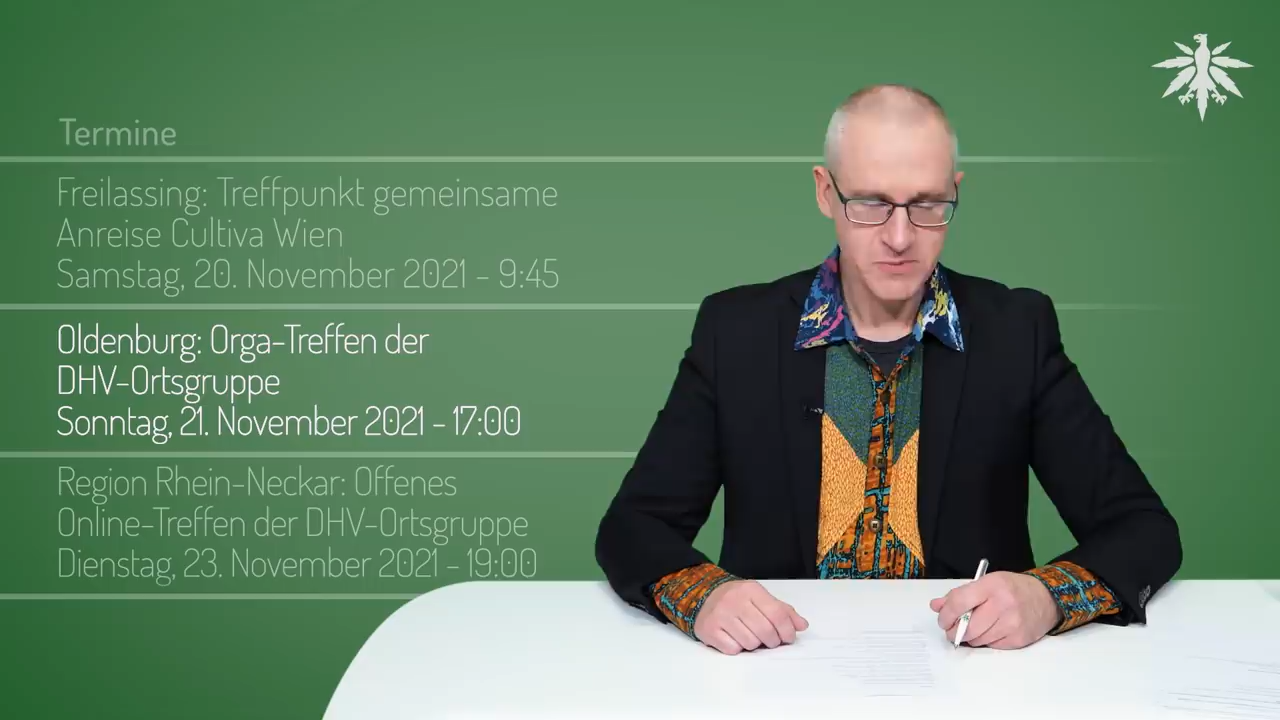 Termine
Freilassing: Treffpunkt gemeinsame
Anreise Cultiva Wien
Samstag, 20. November 2021 - 9:45
Oldenburg: Orga-Treffen der
DHV-Ortsgruppe
Sonntag, 21. November 2021 - 17:00
Region Rhein-Neckar: Offenes
Online-Treffen der DHV-Ortsgruppe
Dienstag, 23. November 2021 - 19:00